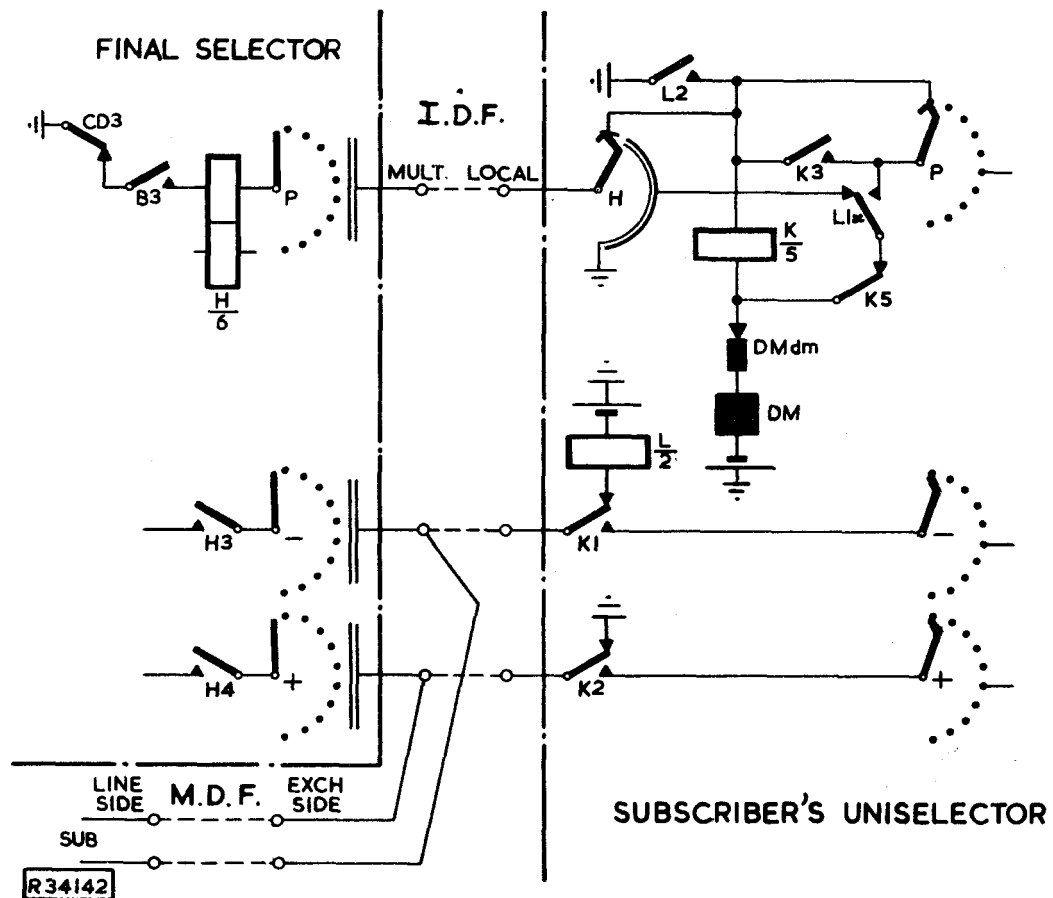 FINAL SELECTOR
I.D.F.
CD3
B3
P
H
6
MULT. LOCAL
H
L2
K3
P
L1x
K
5
K5
DMdm
DM
L
2
H3
−
K1
−
H4
+
K2
+
LINE SIDE
M.D.F.
EXCH SIDE
SUB
SUBSCRIBER'S UNISELECTOR
R34142